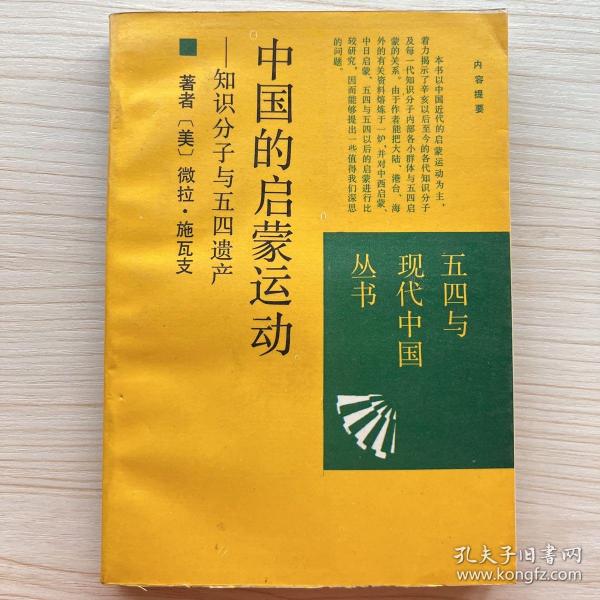 内容提要
本书以中国近代的启蒙运动为主，
着力揭示了辛亥以后至今的各代知识分子
及每一代知识分子内部各小群体与五四启
蒙的关系。由于作者能把大陆、港台、海
外的有关资料熔炼于一炉，并对中西启蒙、
中日启蒙、五四与五四以后的启蒙进行比
较研究，因而能够提出一些值得我们深思
的问题。
中国的启蒙运动
——知识分子与五四遗产
著者〔美〕微拉·施瓦支
五四与
现代中国
丛书
孔夫子旧书网
www.kongfz.com